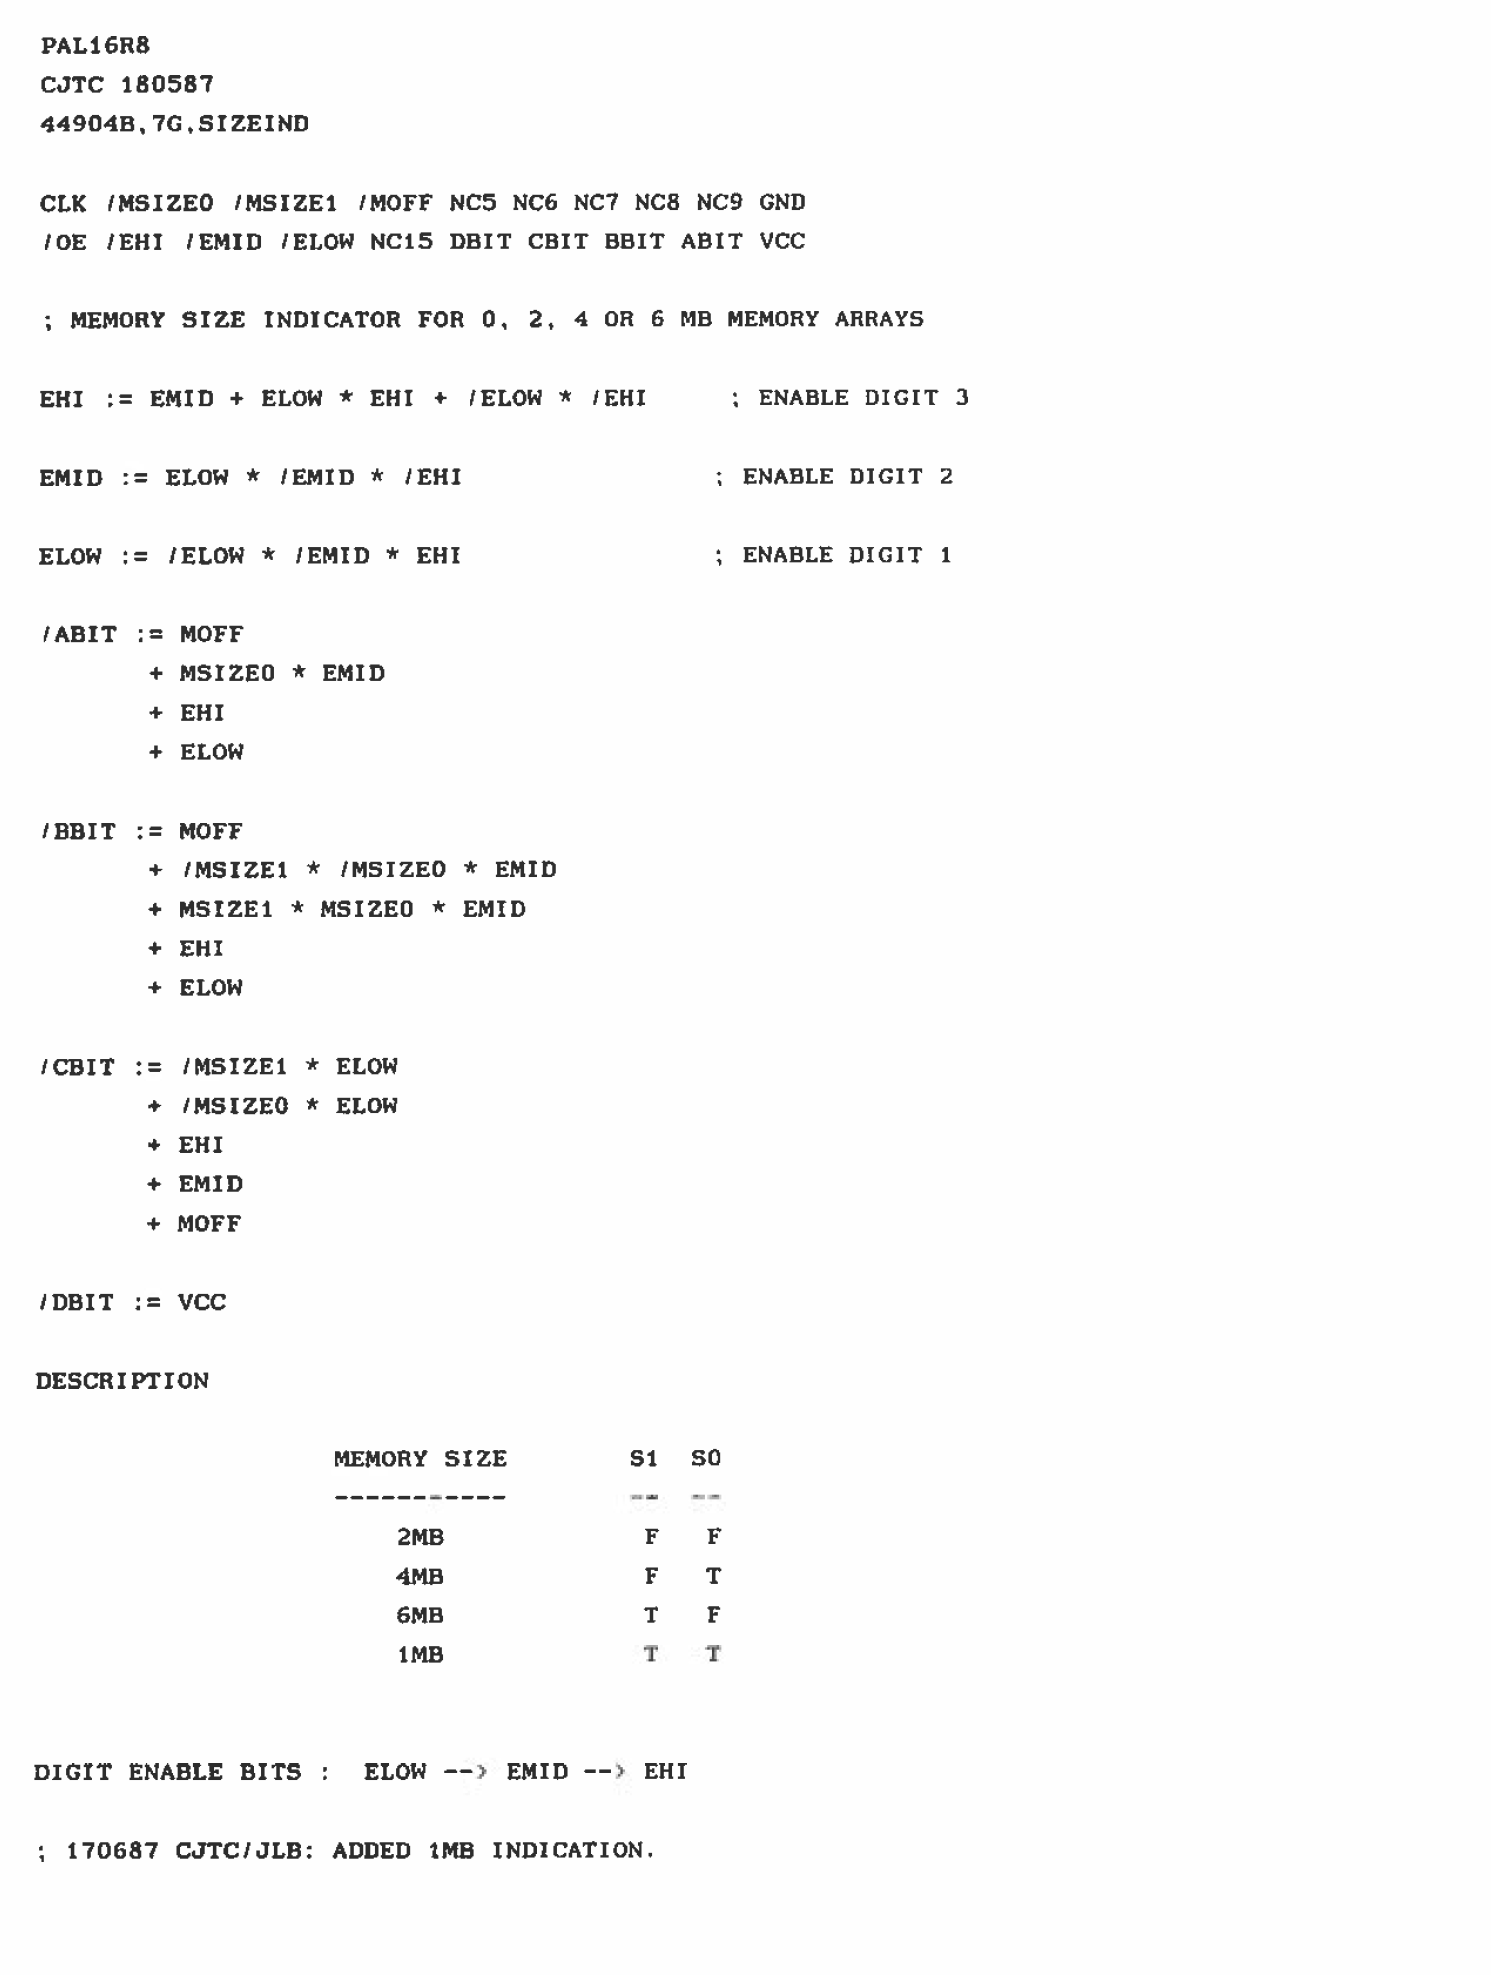 PAL16R8
CJTC 180587
44904B,7G,SIZEIND
CLK /MSIZE0 /MSIZE1 /MOFF NC5 NC6 NC7 NC8 NC9 GND
/OE /EHI /EMID /ELOW NC15 DBIT CBIT BBIT ABIT VCC
; MEMORY SIZE INDICATOR FOR 0, 2, 4 OR 6 MB MEMORY ARRAYS
EHI := EMID + ELOW * EHI + /ELOW * /EHI ; ENABLE DIGIT 3
EMID := ELOW * /EMID * /EHI ; ENABLE DIGIT 2
ELOW := /ELOW * /EMID * EHI ; ENABLE DIGIT 1
/ABIT := MOFF
+ MSIZE0 * EMID
+ EHI
+ ELOW
/BBIT := MOFF
+ /MSIZE1 * /MSIZE0 * EMID
+ MSIZE1 * MSIZE0 * EMID
+ EHI
+ ELOW
/CBIT := /MSIZE1 * ELOW
+ /MSIZE0 * ELOW
+ EHI
+ EMID
+ MOFF
/DBIT := VCC
DESCRIPTION
MEMORY SIZE S1 S0
----------- -- --
2MB F F
4MB F T
6MB T F
1MB T T
DIGIT ENABLE BITS : ELOW --> EMID --> EHI
; 170687 CJTC/JLB: ADDED 1MB INDICATION.